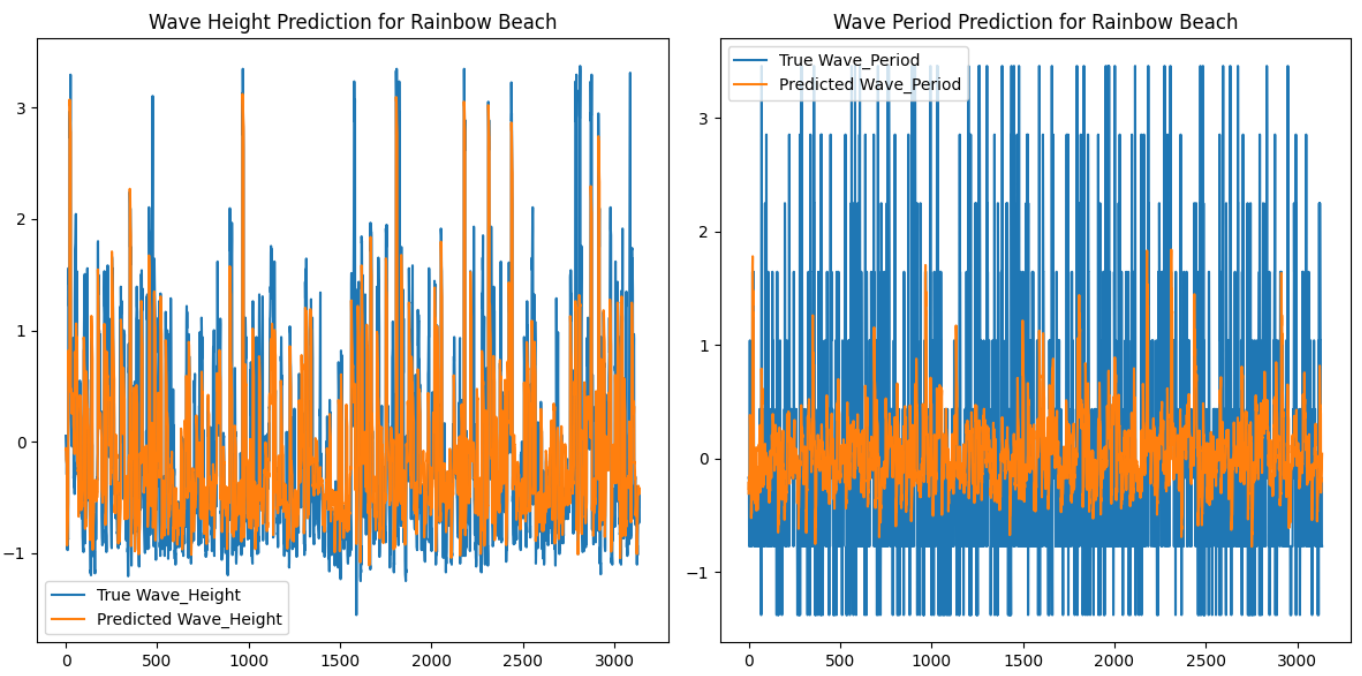 Wave Height Prediction for Rainbow Beach
3
2
1
0
−1
True Wave_Height
Predicted Wave_Height
0 500 1000 1500 2000 2500 3000
Wave Period Prediction for Rainbow Beach
True Wave_Period
Predicted Wave_Period
3
2
1
0
−1
0 500 1000 1500 2000 2500 3000